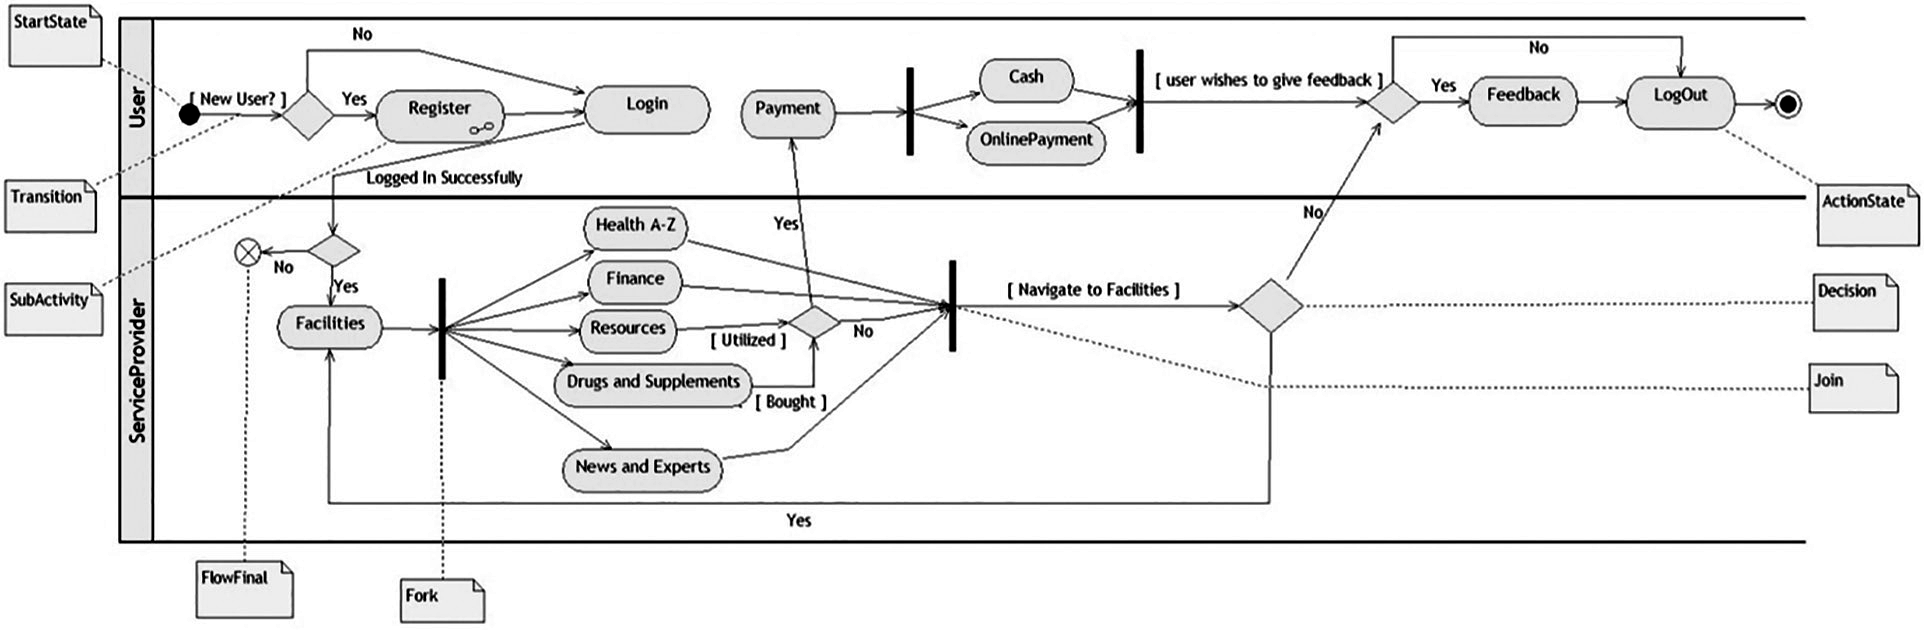 StartState
No
[ New User? ]
Yes
Register
Login
Payment
Cash
OnlinePayment
[ user wishes to give feedback ]
No
Yes
Feedback
LogOut
User
Transition
Logged In Successfully
ActionState
SubActivity
No
Yes
Facilities
Health A-Z
Finance
Resources
[ Utilized ]
Drugs and Supplements
[ Bought ]
News and Experts
Yes
No
[ Navigate to Facilities ]
No
Decision
Join
ServiceProvider
Yes
FlowFinal
Fork